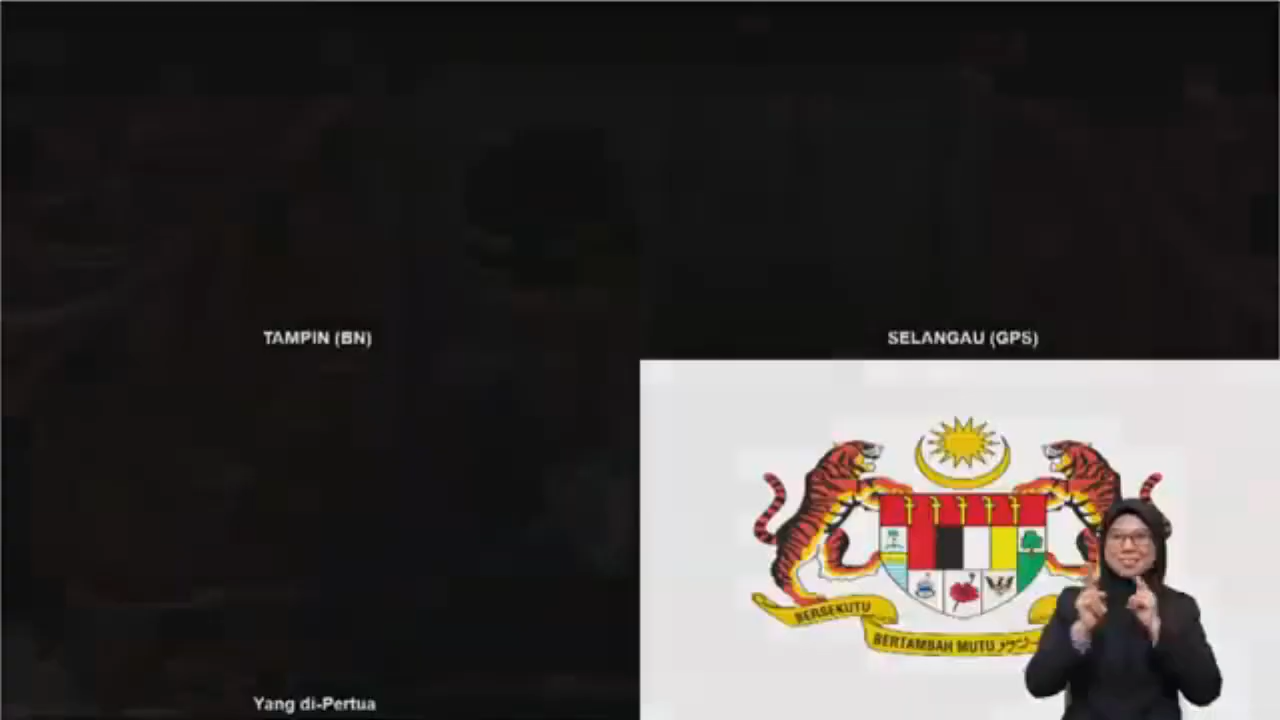 TAMPIN (BN)
SELANGAU (GPS)
BERSEKUTU
BERTAMBAH MUTU
Yang di-Pertua